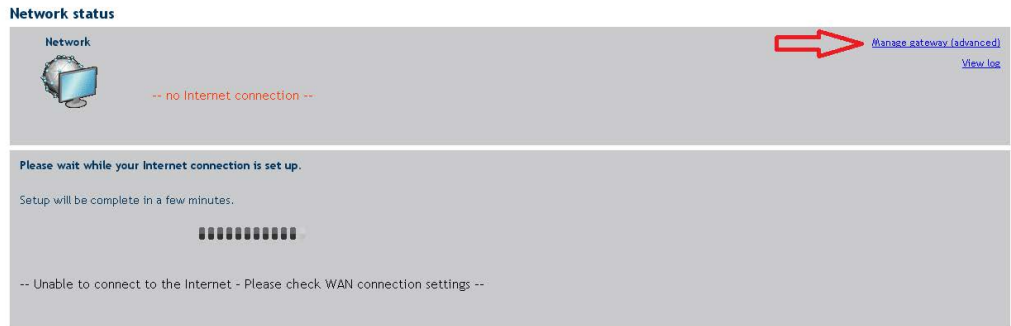 Network status
Network
Manage gateway (advanced)
View log
-- no Internet connection --
Please wait while your Internet connection is set up.
Setup will be complete in a few minutes.
-- Unable to connect to the Internet - Please check WAN connection settings --